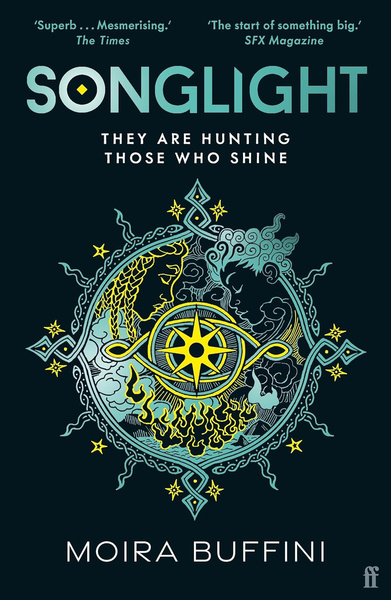 ‘Superb . . . Mesmerising.‘
The Times
‘The start of something big.’
SFX Magazine
SONGLIGHT
THEY ARE HUNTING
THOSE WHO SHINE
MOIRA BUFFINI
ff